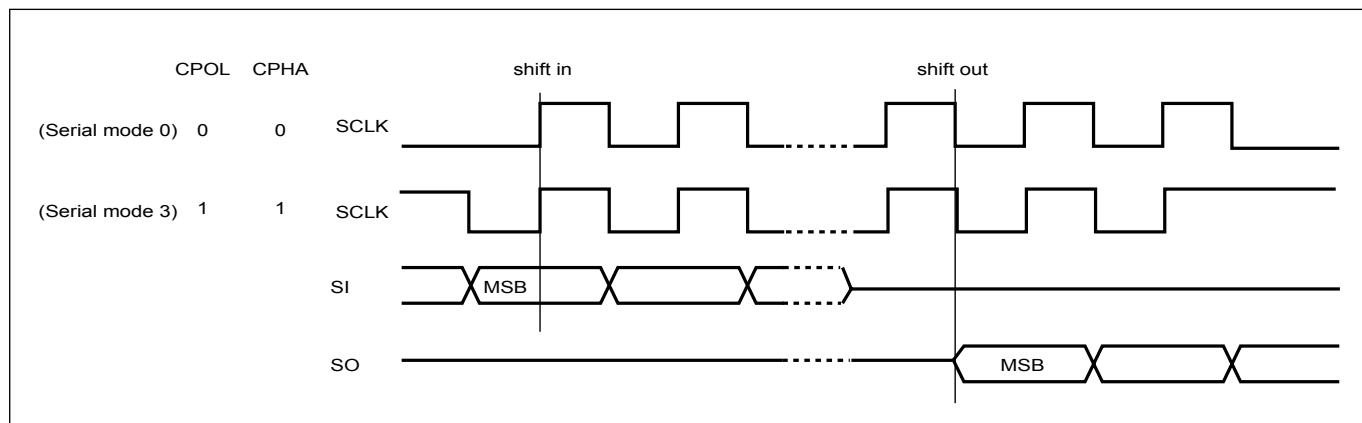 CPOL CPHA shift in shift out
(Serial mode 0) 0 0 SCLK
(Serial mode 3) 1 1 SCLK
SI MSB
SO MSB